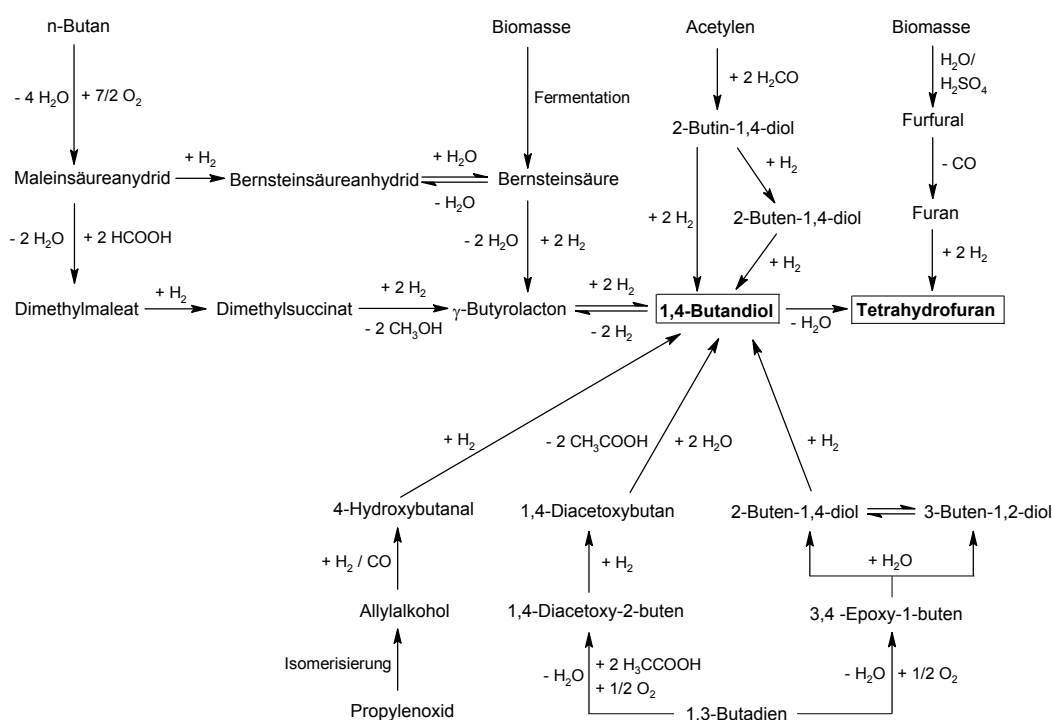 n-Butan
Biomasse
Acetylen
Biomasse
- 4 H₂O + 7/2 O₂
Fermentation
+ 2 H₂CO
H₂O/
H₂SO₄
2-Butin-1,4-diol
Furfural
Maleinsäureanydrid
+ H₂
Bernsteinsäureanhydrid
+ H₂O
- H₂O
Bernsteinsäure
+ H₂
- CO
2-Buten-1,4-diol
Furan
- 2 H₂O + 2 HCOOH
- 2 H₂O + 2 H₂
+ 2 H₂
+ H₂
+ 2 H₂
Dimethylmaleat
+ H₂
Dimethylsuccinat
+ 2 H₂
- 2 CH₃OH
γ-Butyrolacton
+ 2 H₂
- 2 H₂
1,4-Butandiol
- H₂O
Tetrahydrofuran
+ H₂
- 2 CH₃COOH + 2 H₂O
+ H₂
4-Hydroxybutanal
1,4-Diacetoxybutan
2-Buten-1,4-diol
3-Buten-1,2-diol
+ H₂ / CO
+ H₂
+ H₂O
Allylalkohol
1,4-Diacetoxy-2-buten
3,4 -Epoxy-1-buten
Isomerisierung
- H₂O
+ 2 H₃CCOOH
+ 1/2 O₂
- H₂O + 1/2 O₂
Propylenoxid
1,3-Butadien